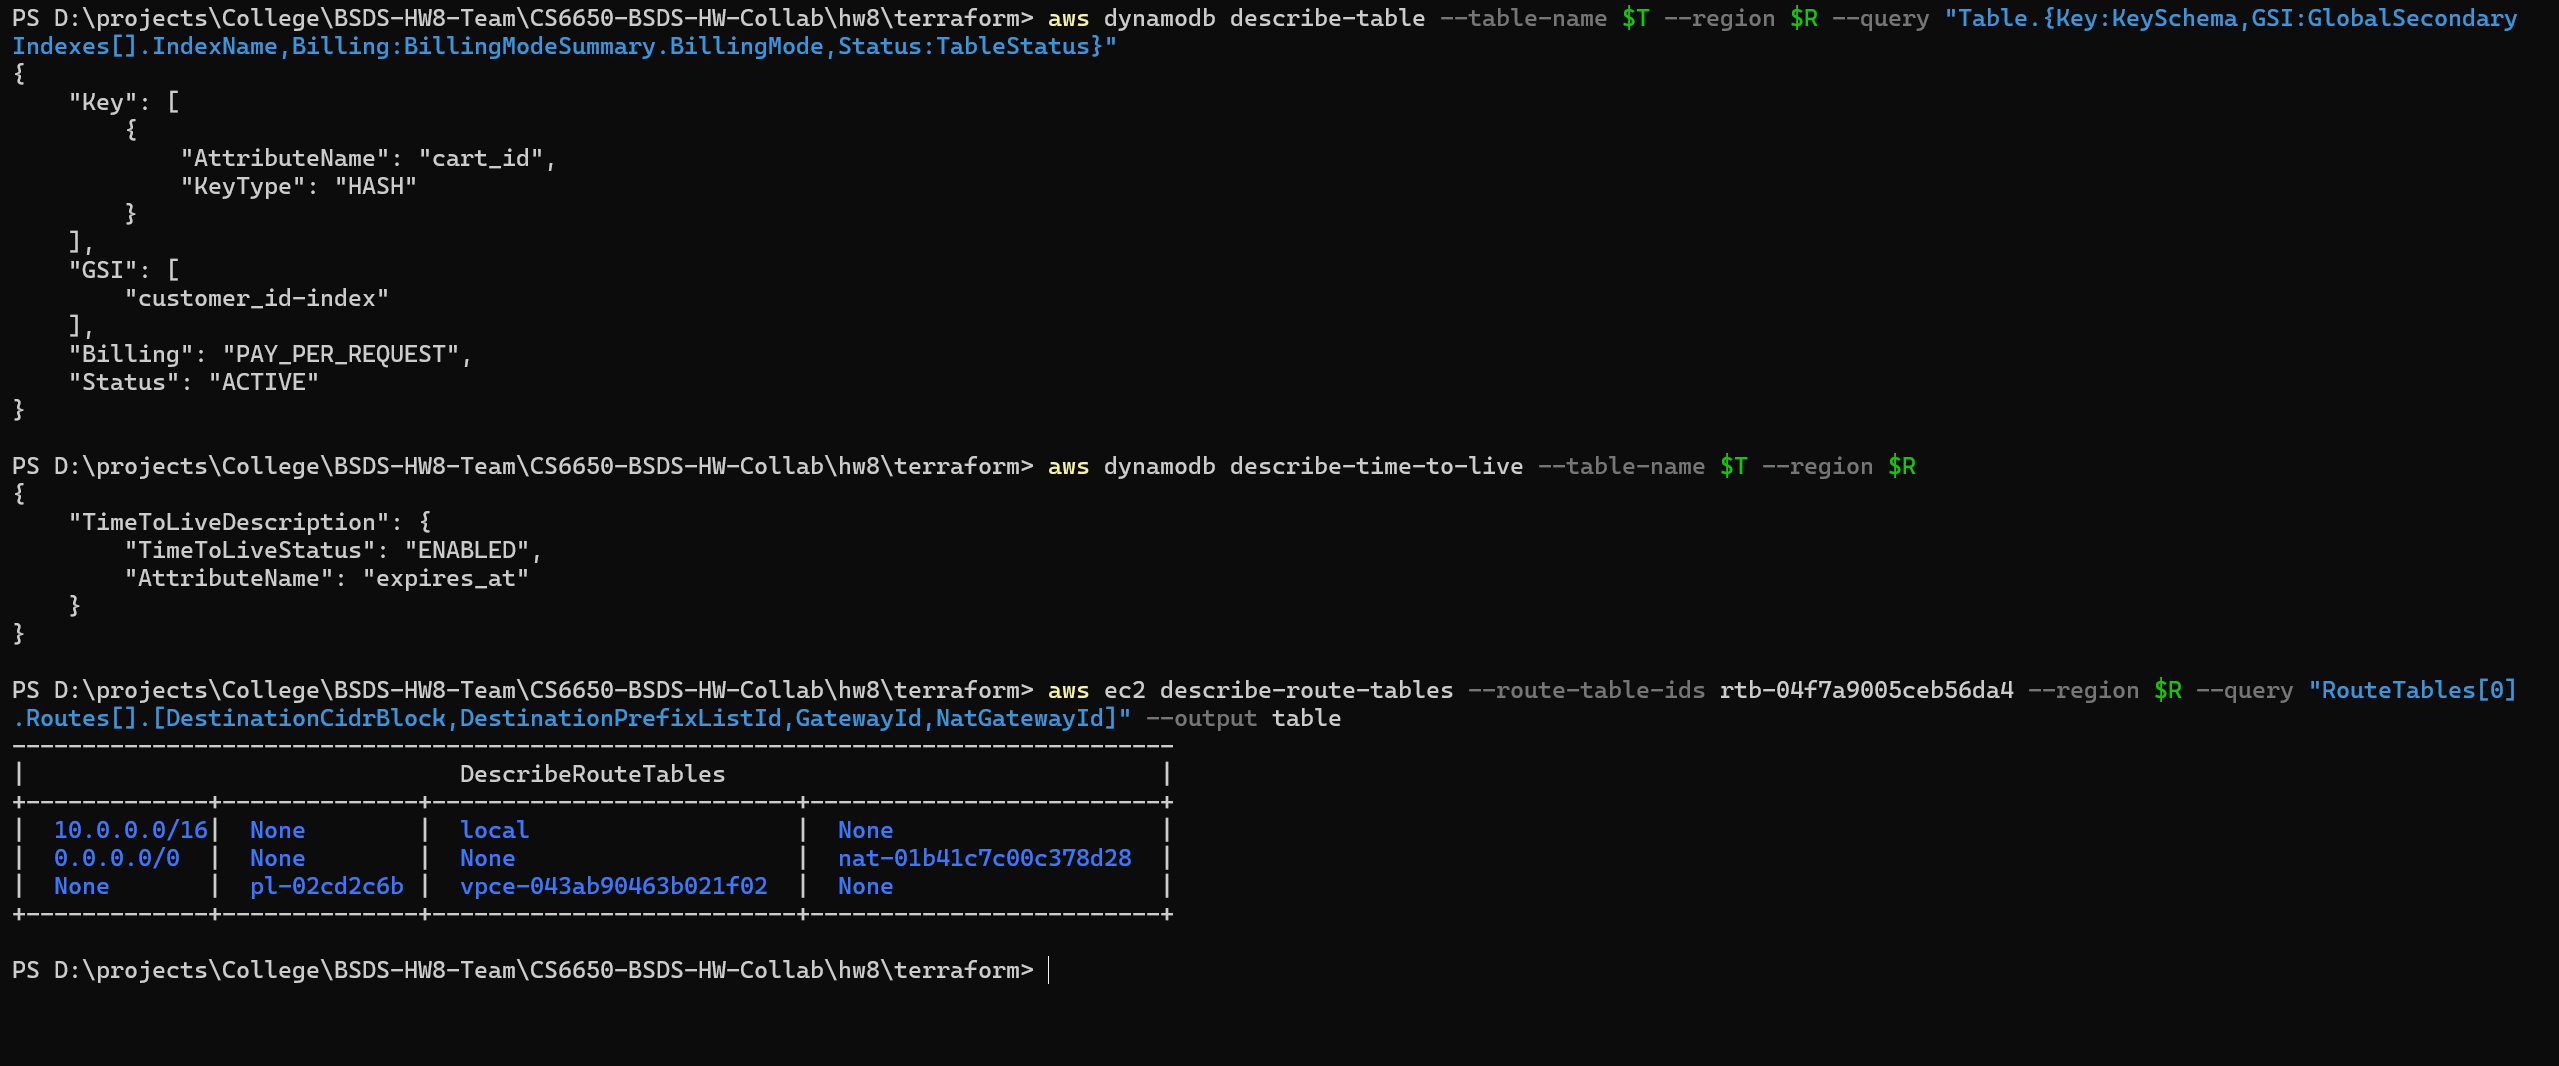 PS D:\projects\College\BSDS-HW8-Team\CS6650-BSDS-HW-Collab\hw8\terraform> aws dynamodb describe-table --table-name $T --region $R --query "Table.{Key:KeySchema,GSI:GlobalSecondary
Indexes[].IndexName,Billing:BillingModeSummary.BillingMode,Status:TableStatus}"
{
    "Key": [
        {
            "AttributeName": "cart_id",
            "KeyType": "HASH"
        }
    ],
    "GSI": [
        "customer_id-index"
    ],
    "Billing": "PAY_PER_REQUEST",
    "Status": "ACTIVE"
}
PS D:\projects\College\BSDS-HW8-Team\CS6650-BSDS-HW-Collab\hw8\terraform> aws dynamodb describe-time-to-live --table-name $T --region $R
{
    "TimeToLiveDescription": {
        "TimeToLiveStatus": "ENABLED",
        "AttributeName": "expires_at"
    }
}
PS D:\projects\College\BSDS-HW8-Team\CS6650-BSDS-HW-Collab\hw8\terraform> aws ec2 describe-route-tables --route-table-ids rtb-04f7a9005ceb56da4 --region $R --query "RouteTables[0]
.Routes[].[DestinationCidrBlock,DestinationPrefixListId,GatewayId,NatGatewayId]" --output table
-----------------------------------------------------------------------------------
|                               DescribeRouteTables                               |
+-------------+--------------+--------------------------+-------------------------+
|  10.0.0.0/16|  None        |  local                   |  None                   |
|  0.0.0.0/0  |  None        |  None                    |  nat-01b41c7c00c378d28  |
|  None       |  pl-02cd2c6b |  vpce-043ab90463b021f02  |  None                   |
+-------------+--------------+--------------------------+-------------------------+
PS D:\projects\College\BSDS-HW8-Team\CS6650-BSDS-HW-Collab\hw8\terraform>